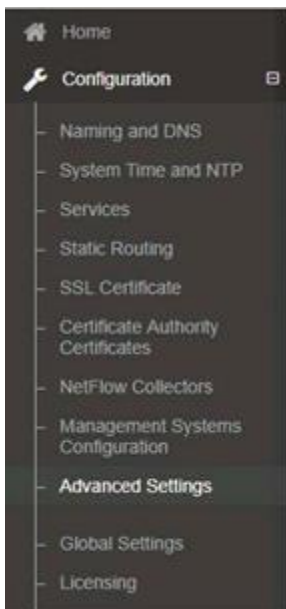 Home
Configuration
Naming and DNS
System Time and NTP
Services
Static Routing
SSL Certificate
Certificate Authority
Certificates
NetFlow Collectors
Management Systems
Configuration
Advanced Settings
Global Settings
Licensing